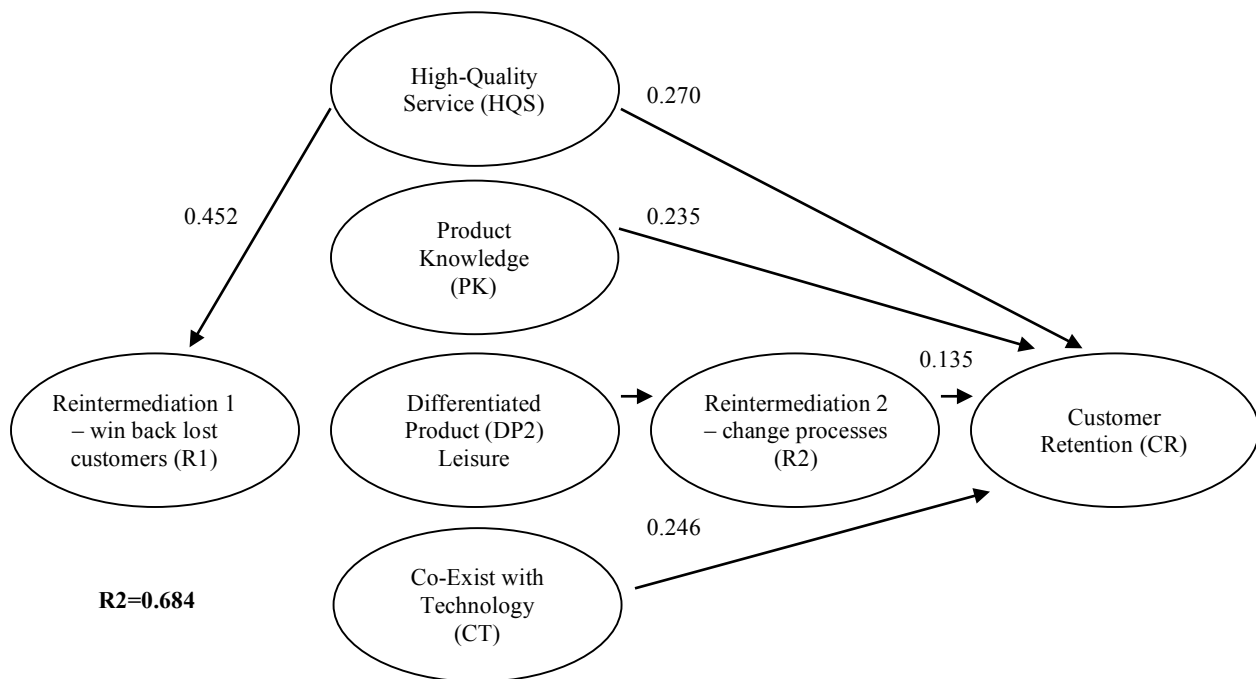 High-Quality
Service (HQS)
0.270
0.452
Product
Knowledge
(PK)
0.235
Reintermediation 1
– win back lost
customers (R1)
Differentiated
Product (DP2)
Leisure
Reintermediation 2
– change processes
(R2)
0.135
Customer
Retention (CR)
0.246
Co-Exist with
Technology
(CT)
R2=0.684